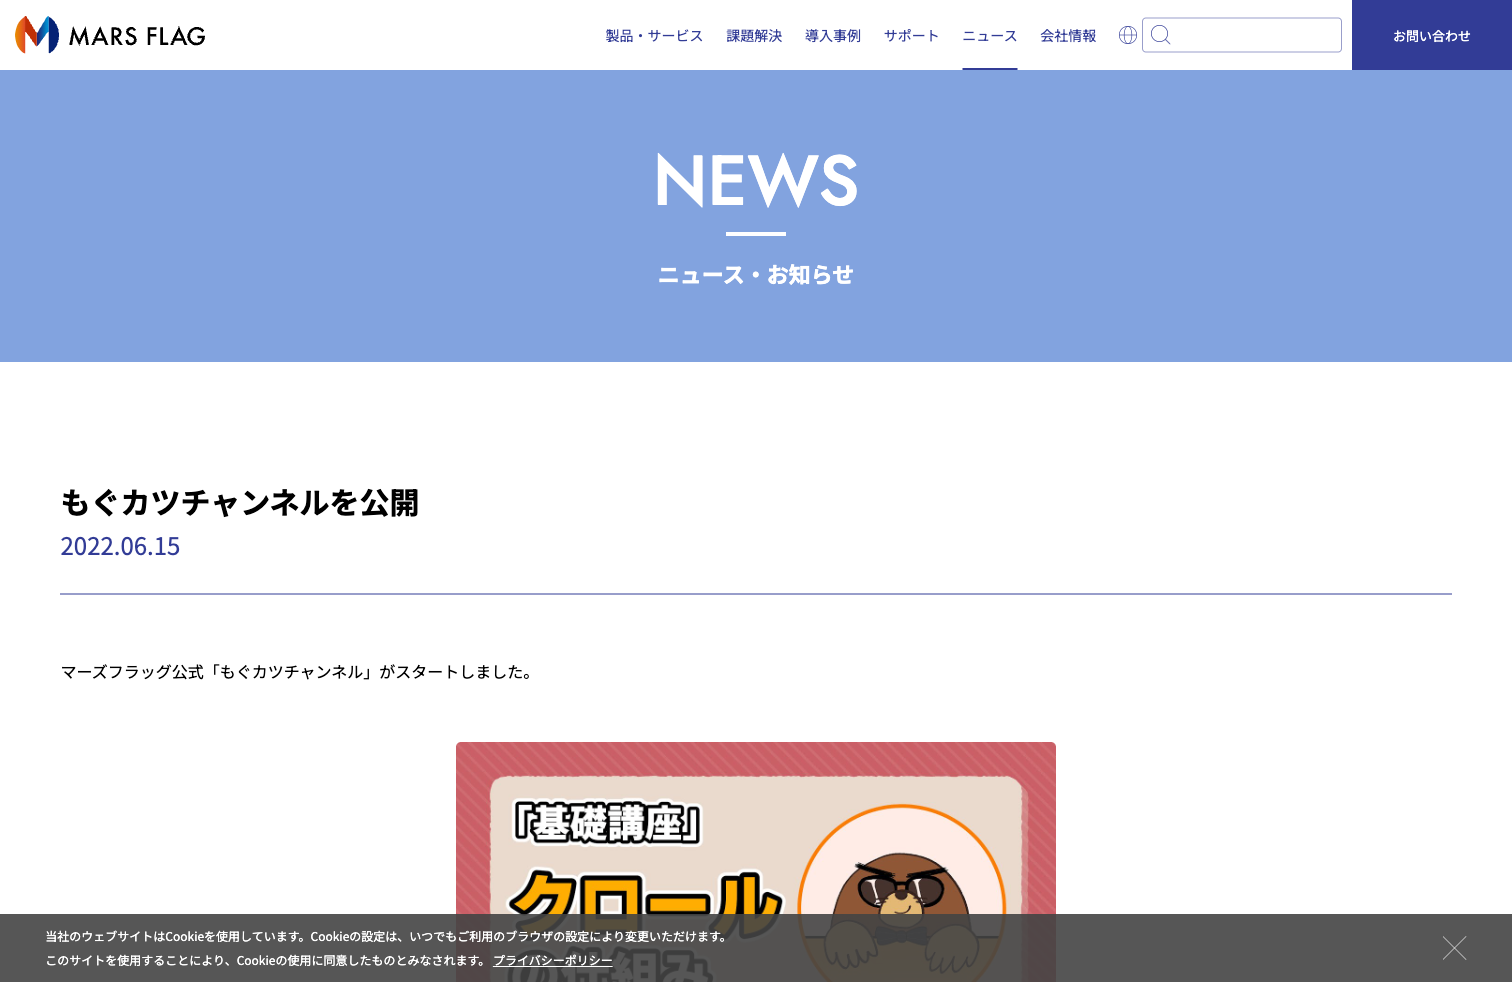 MARS FLAG
製品・サービス
課題解決
導入事例
サポート
ニュース
会社情報
お問い合わせ
NEWS
ニュース・お知らせ
もぐカツチャンネルを公開
2022.06.15
マーズフラッグ公式「もぐカツチャンネル」がスタートしました。
「基礎講座」
クロール
の仕組み
当社のウェブサイトはCookieを使用しています。Cookieの設定は、いつでもご利用のブラウザの設定により変更いただけます。
このサイトを使用することにより、Cookieの使用に同意したものとみなされます。 プライバシーポリシー